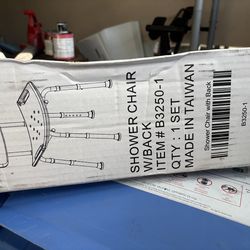 SHOWER CHAIR
W/BACK
ITEM # B3250-1
QTY : 1 SET
MADE IN TAIWAN
Shower Chair with Back
B3250-1